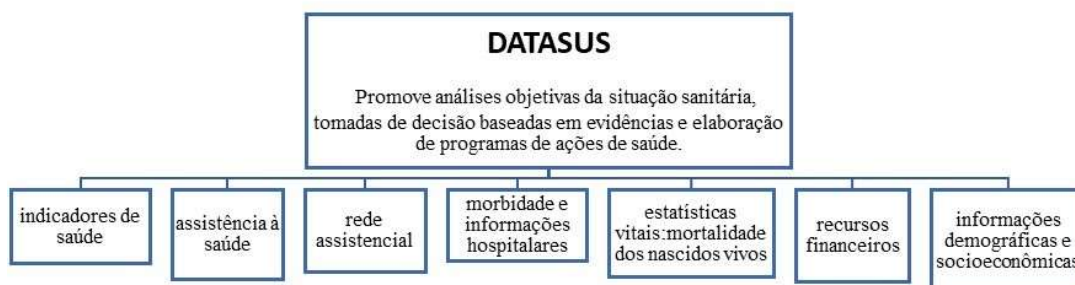 DATASUS
Promove análises objetivas da situação sanitária,
tomadas de decisão baseadas em evidências e elaboração
de programas de ações de saúde.
indicadores de
saúde
assistência à
saúde
rede
assistencial
morbidade e
informações
hospitalares
estatísticas
vitais:mortalidade
dos nascidos vivos
recursos
financeiros
informações
demográficas e
socioeconômicas